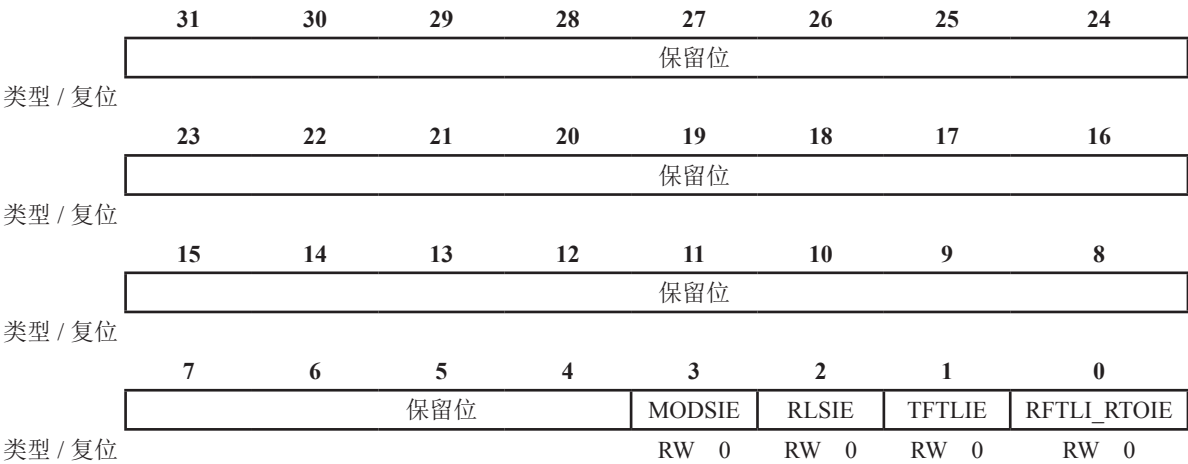 31 30 29 28 27 26 25 24
保留位
类型 / 复位
23 22 21 20 19 18 17 16
保留位
类型 / 复位
15 14 13 12 11 10 9 8
保留位
类型 / 复位
7 6 5 4 3 2 1 0
保留位 MODSIE RLSIE TFTLIE RFTLI_RTOIE
类型 / 复位 RW 0 RW 0 RW 0 RW 0